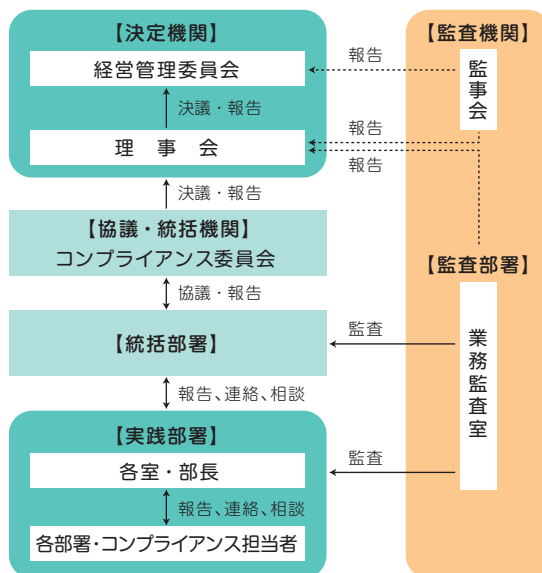 【決定機関】
経営管理委員会
決議・報告
理　事　会
決議・報告
【協議・統括機関】
コンプライアンス委員会
協議・報告
【統括部署】
報告、連絡、相談
【実践部署】
各室・部長
報告、連絡、相談
各部署・コンプライアンス担当者
報告
報告
報告
監査
監査
【監査機関】
監事会
【監査部署】
業務監査室